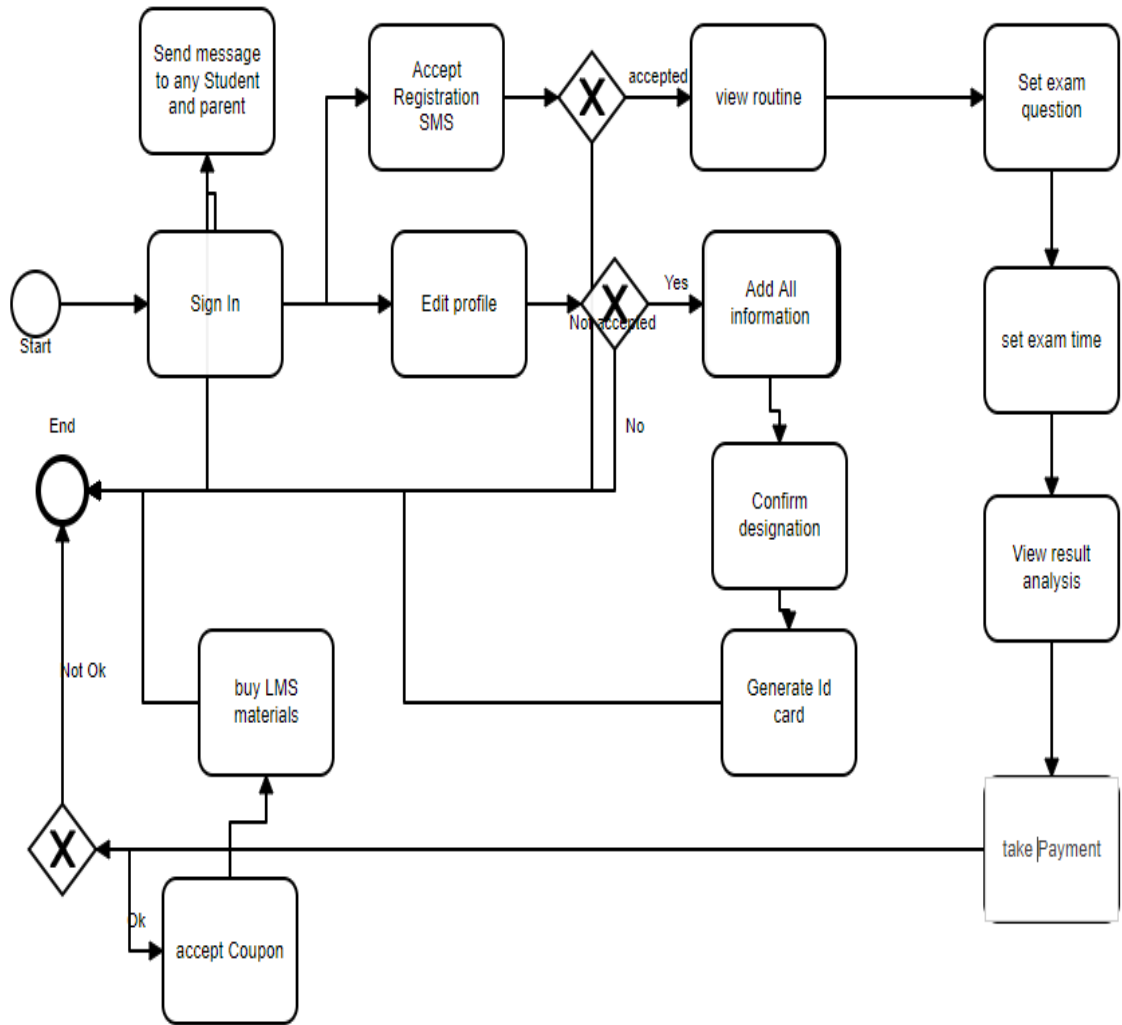 Send message
to any Student
and parent
Accept
Registration
SMS
X
accepted
view routine
Set exam
question
Start
Sign In
Edit profile
X
Not accepted
Yes
Add All
information
set exam time
End
No
Confirm
designation
View result
analysis
Not Ok
buy LMS
materials
Generate Id
card
X
take Payment
Ok
accept Coupon